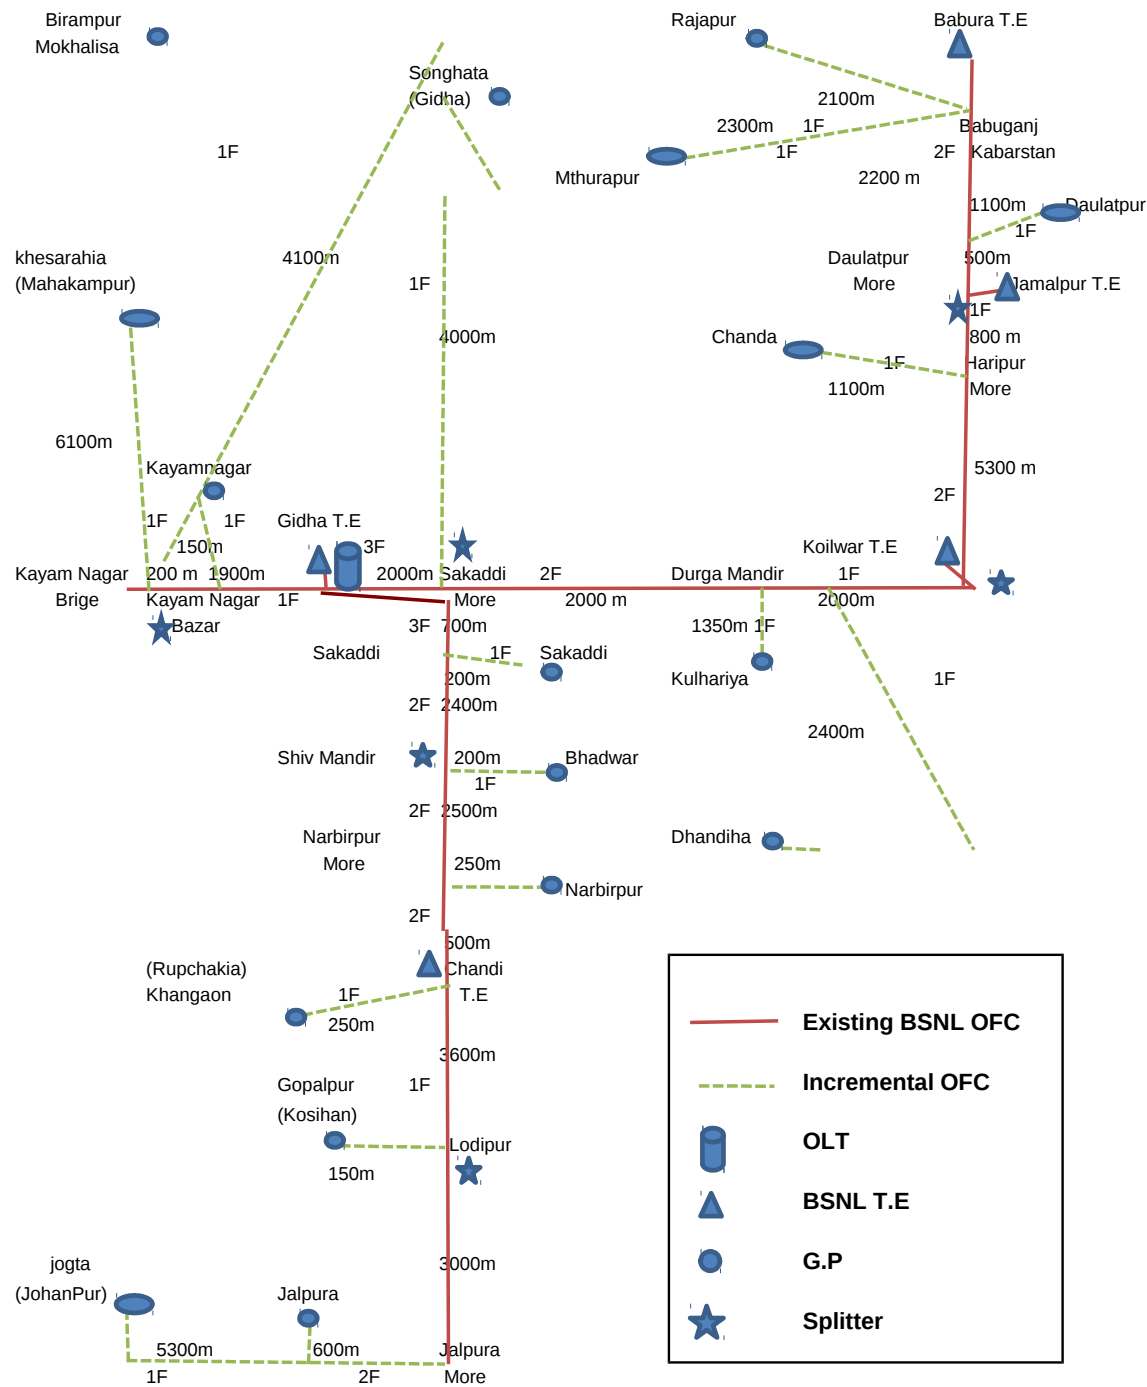 Birampur
Mokhalisa
Songhata
(Gidha)
Rajapur
Babura T.E
2100m
2300m
1F
1F
1F
Mthurapur
2200 m
2F
Babuganj
Kabarstan
1100m
Daulatpur
1F
khesarahia
(Mahakampur)
4100m
1F
4000m
Daulatpur
More
500m
Jamalpur T.E
1F
800 m
Chanda
1F
1100m
Haripur
More
6100m
Kayamnagar
5300 m
2F
1F
1F
150m
Gidha T.E
3F
Koilwar T.E
Kayam Nagar
Brige
200 m
1900m
2000m
Sakaddi
More
2F
Durga Mandir
1F
Kayam Nagar
Bazar
1F
2000 m
2000m
3F
700m
1350m
1F
Sakaddi
1F
Sakaddi
200m
Kulhariya
1F
2F
2400m
2400m
Shiv Mandir
200m
Bhadwar
1F
2F
2500m
Narbirpur
More
Dhandiha
250m
Narbirpur
2F
500m
(Rupchakia)
Khangaon
Chandi
T.E
1F
250m
3600m
Gopalpur
(Kosihan)
1F
Lodipur
150m
3000m
jogta
(JohanPur)
Jalpura
5300m
600m
Jalpura
More
1F
2F
Existing BSNL OFC
Incremental OFC
OLT
BSNL T.E
G.P
Splitter